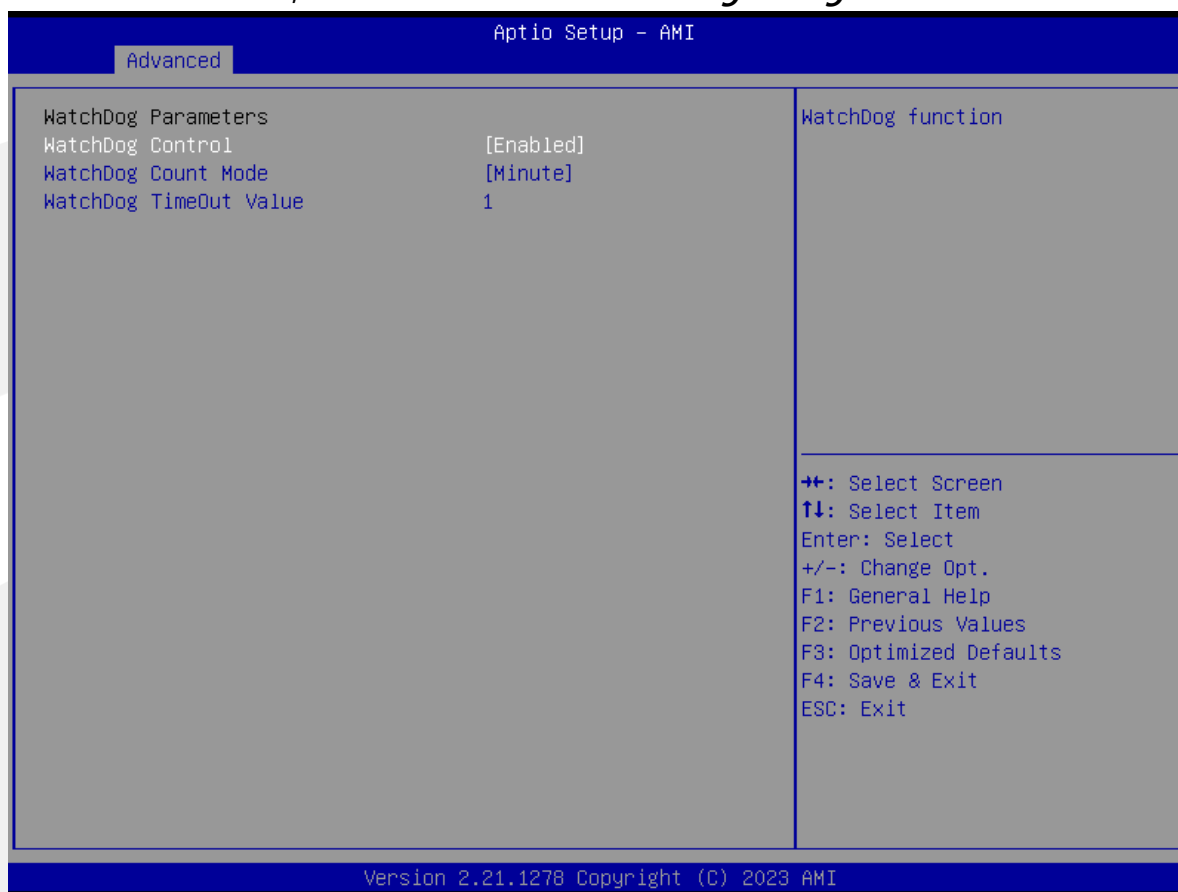 Aptio Setup - AMI
Advanced
WatchDog Parameters
WatchDog Control [Enabled]
WatchDog Count Mode [Minute]
WatchDog TimeOut Value 1
WatchDog function
→←: Select Screen
↑↓: Select Item
Enter: Select
+/-: Change Opt.
F1: General Help
F2: Previous Values
F3: Optimized Defaults
F4: Save & Exit
ESC: Exit
Version 2.21.1278 Copyright (C) 2023 AMI